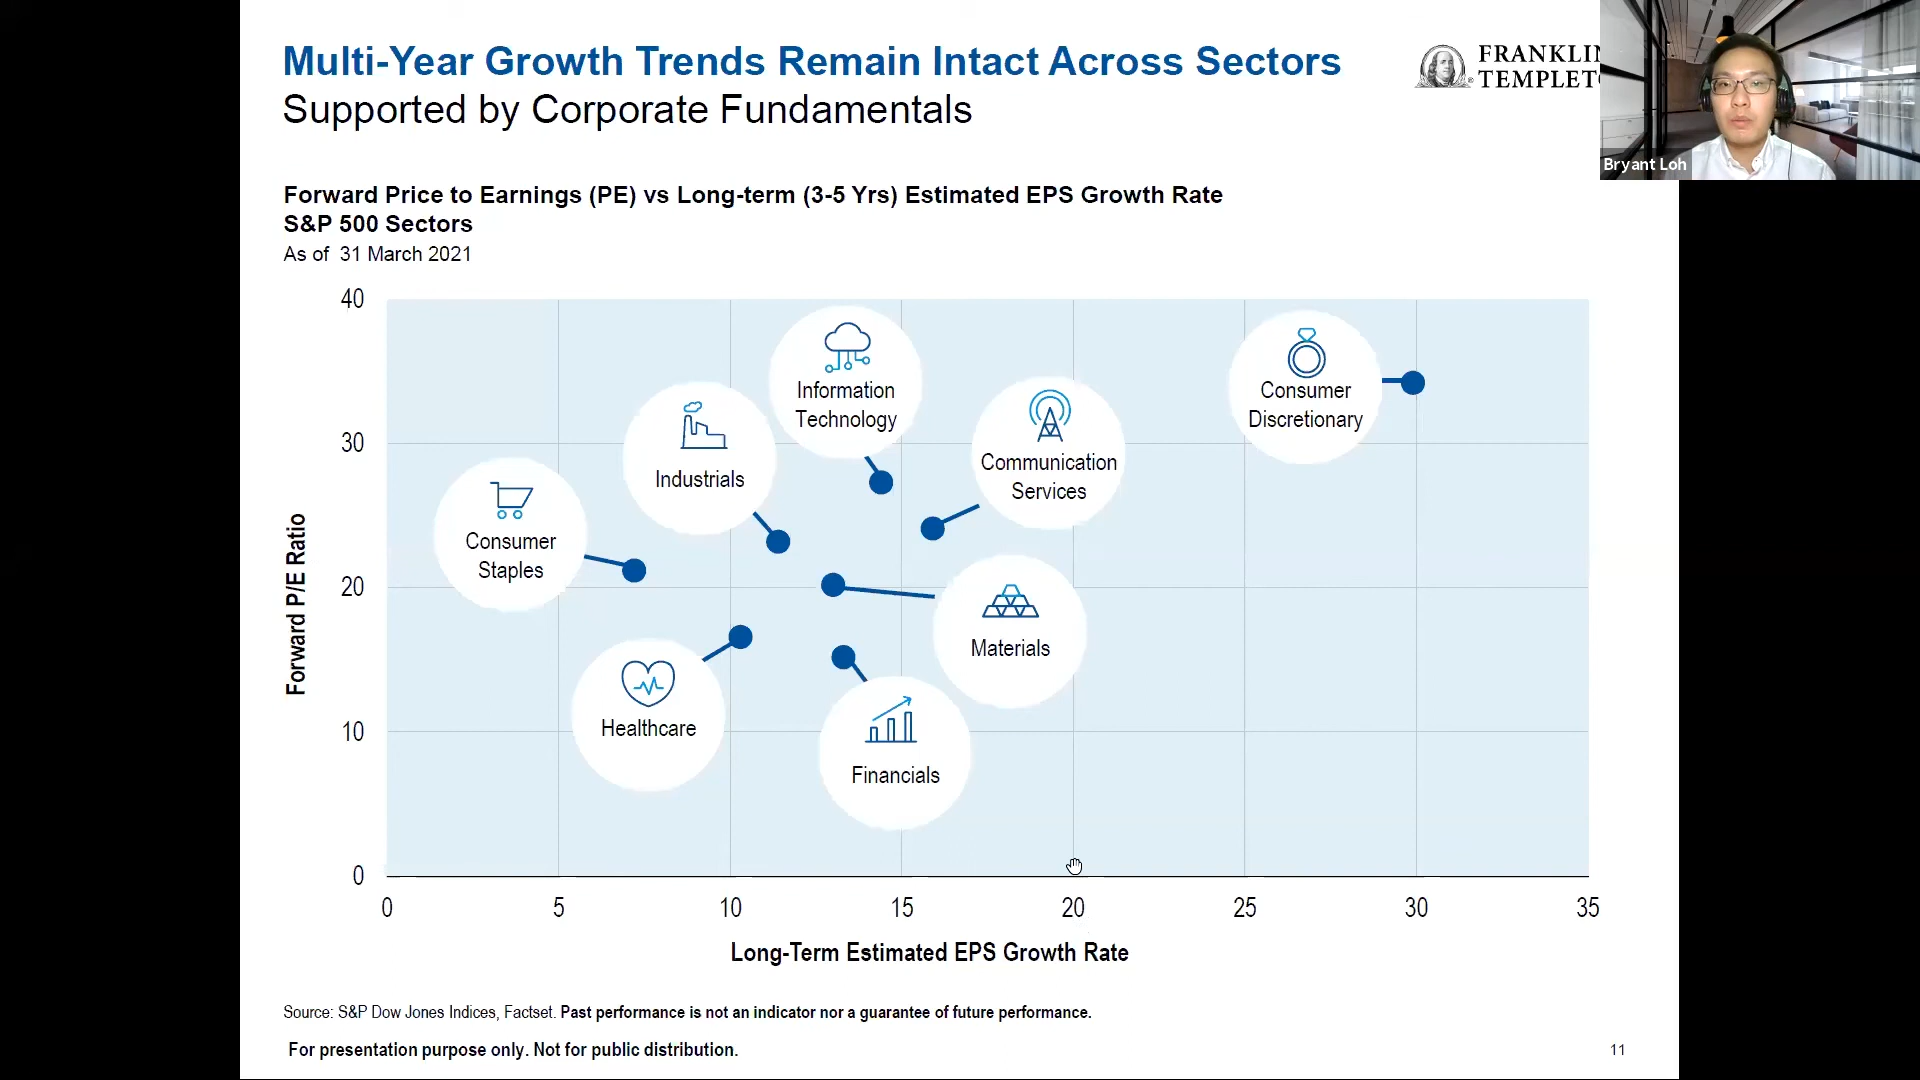 Multi-Year Growth Trends Remain Intact Across Sectors
Supported by Corporate Fundamentals
FRANKLIN
Bryant Loh
Forward Price to Earnings (PE) vs Long-term (3-5 Yrs) Estimated EPS Growth Rate
S&P 500 Sectors
As of 31 March 2021
40
30
20
10
0
Forward P/E Ratio
Information
Technology
Consumer
Discretionary
Industrials
Communication
Services
Consumer
Staples
Materials
Healthcare
Financials
0 5 10 15 20 25 30 35
Long-Term Estimated EPS Growth Rate
Source: S&P Dow Jones Indices, Factset. Past performance is not an indicator nor a guarantee of future performance.
For presentation purpose only. Not for public distribution.
11